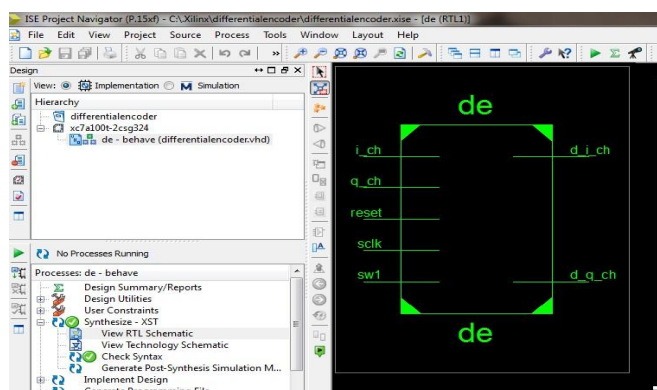 ISE Project Navigator (P.15xf) - C:\.Xilinx\differentialencoder\differentialencoder.xise - [de (RTL1)]
File Edit View Project Source Process Tools Window Layout Help
Design
View: Implementation Simulation
Hierarchy
differentialencoder
xc7a100t-2csg324
de - behave (differentialencoder.vhd)
No Processes Running
Processes: de - behave
Design Summary/Reports
Design Utilities
User Constraints
Synthesize - XST
View RTL Schematic
View Technology Schematic
Check Syntax
Generate Post-Synthesis Simulation M...
Implement Design
Generate Programming File
de
i_ch
d_i_ch
q_ch
reset
sclk
sw1
d_q_ch
de